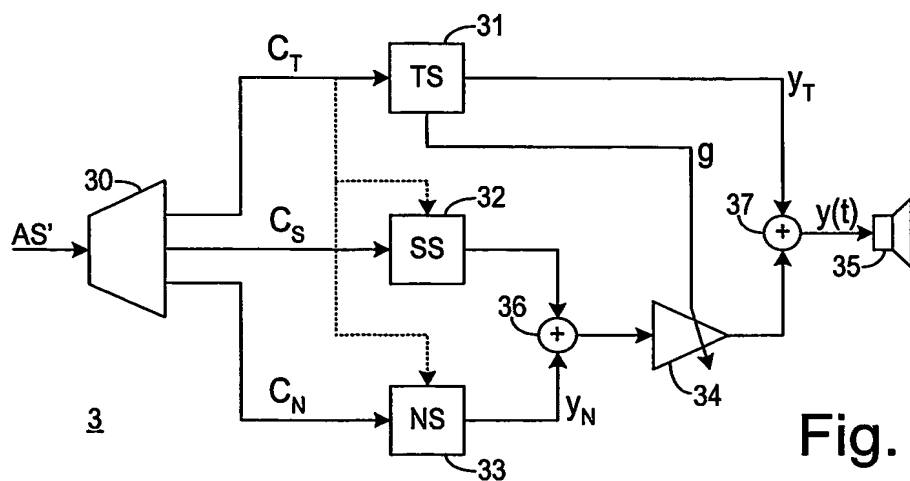 31
C_T
TS
y_T
30
g
32
37
y(t)
AS'
C_S
SS
+
35
36
+
34
C_N
NS
y_N
3
33
Fig.